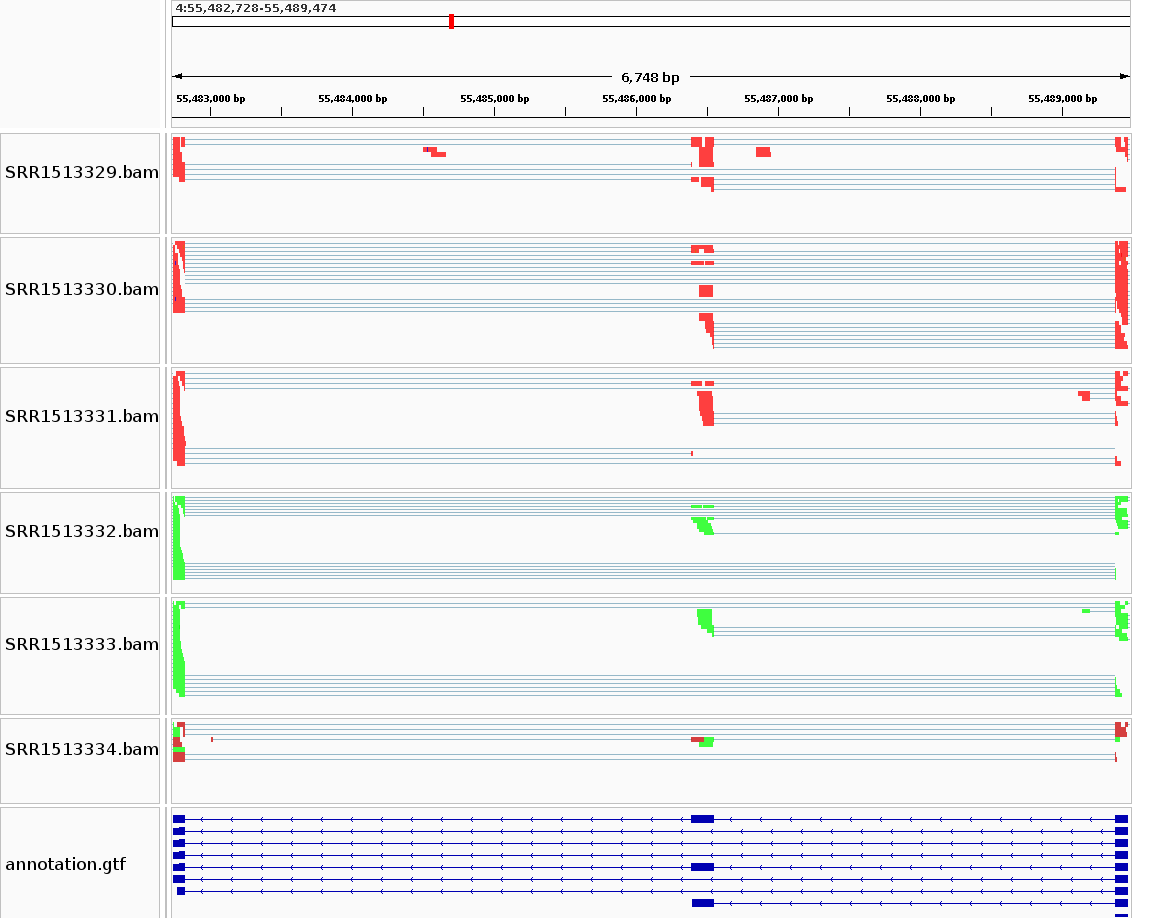 4:55,482,728-55,489,474
6,748 bp
55,483,000 bp 55,484,000 bp 55,485,000 bp 55,486,000 bp 55,487,000 bp 55,488,000 bp 55,489,000 bp
SRR1513329.bam
SRR1513330.bam
SRR1513331.bam
SRR1513332.bam
SRR1513333.bam
SRR1513334.bam
annotation.gtf